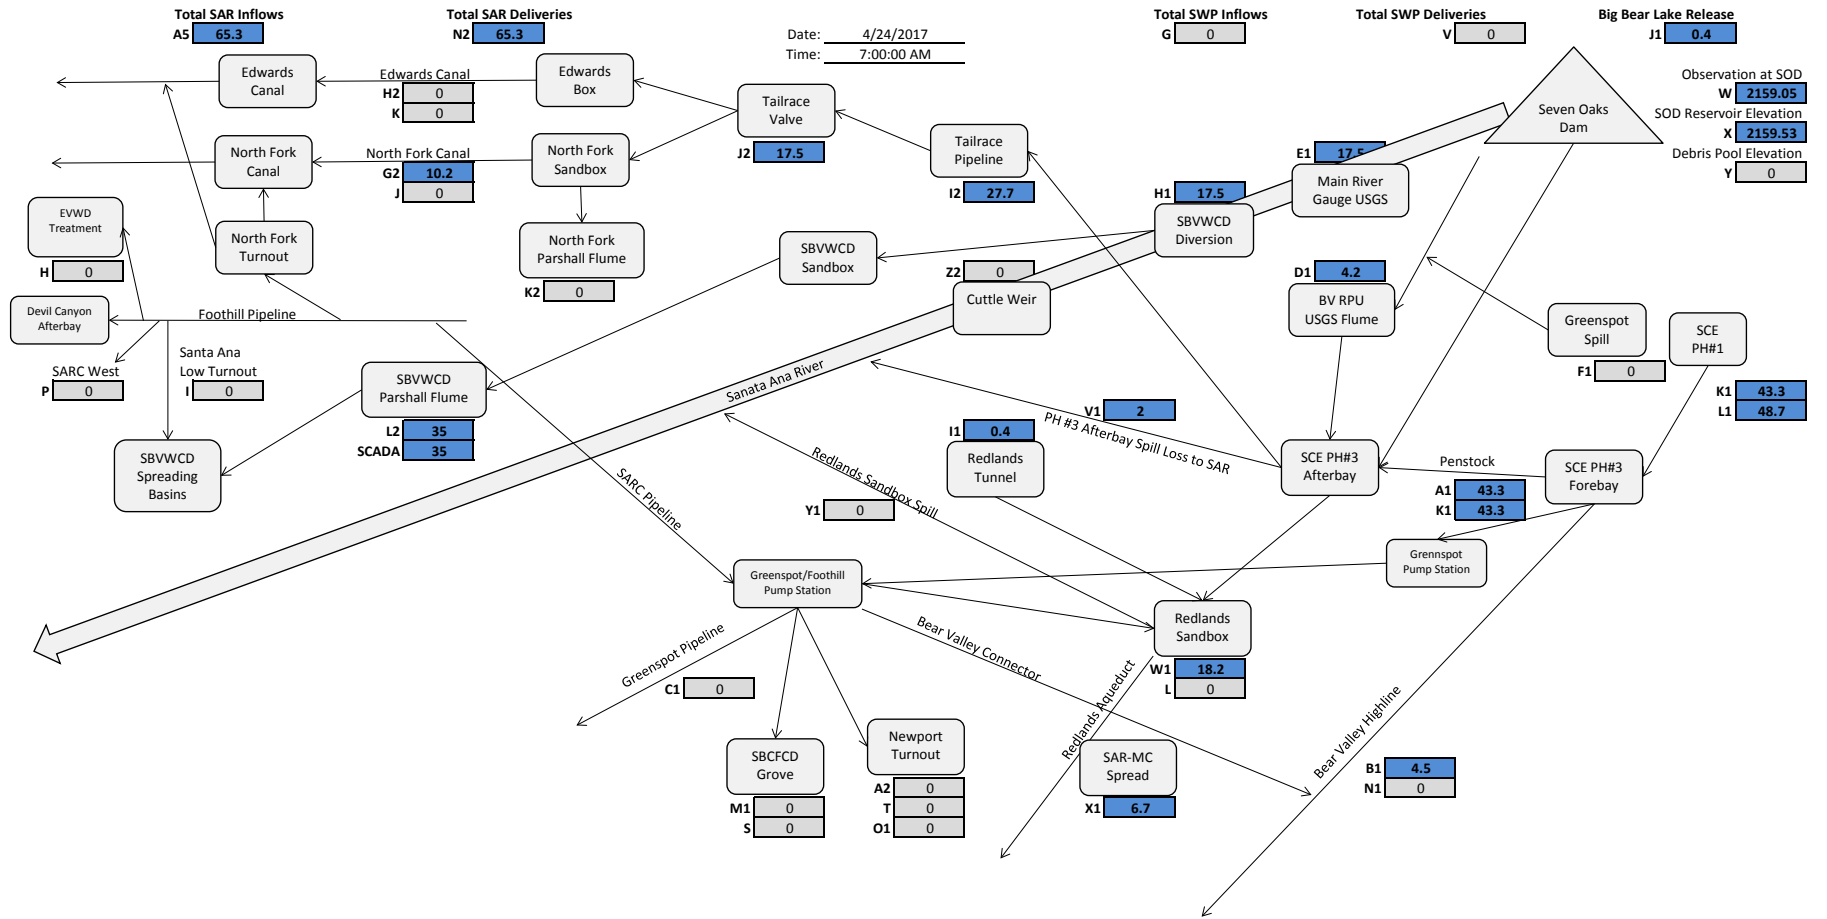 Total SAR Inflows
A5 65.3
Total SAR Deliveries
N2 65.3
Date: 4/24/2017
Time: 7:00:00 AM
Total SWP Inflows
G 0
Total SWP Deliveries
V 0
Big Bear Lake Release
J1 0.4
Observation at SOD
W 2159.05
SOD Reservoir Elevation
X 2159.53
Debris Pool Elevation
Y 0
Seven Oaks
Dam
Edwards
Canal
Edwards Canal
H2 0
K 0
Edwards
Box
Tailrace
Valve
J2 17.5
Tailrace
Pipeline
I2 27.7
North Fork
Canal
North Fork Canal
G2 10.2
J 0
North Fork
Sandbox
E1 17.5
Main River
Gauge USGS
H1 17.5
SBVWCD
Diversion
EVWD
Treatment
H 0
North Fork
Turnout
North Fork
Parshall Flume
K2 0
SBVWCD
Sandbox
Z2 0
Cuttle Weir
D1 4.2
BV RPU
USGS Flume
Greenspot
Spill
F1 0
SCE
PH#1
K1 43.3
L1 48.7
Devil Canyon
Afterbay
Foothill Pipeline
SARC West
P 0
Santa Ana
Low Turnout
I 0
SBVWCD
Parshall Flume
L2 35
SCADA 35
Sanata Ana River
V1 2
PH #3 Afterbay Spill Loss to SAR
I1 0.4
Redlands
Tunnel
SCE PH#3
Afterbay
Penstock
A1 43.3
K1 43.3
SCE PH#3
Forebay
SBVWCD
Spreading
Basins
SARC Pipeline
Redlands Sandbox Spill
Y1 0
Grennspot
Pump Station
Greenspot/Foothill
Pump Station
Redlands
Sandbox
W1 18.2
L 0
Greenspot Pipeline
C1 0
Bear Valley Connector
Redlands Aqueduct
Bear Valley Highline
SBCFCD
Grove
M1 0
S 0
Newport
Turnout
A2 0
T 0
O1 0
SAR-MC
Spread
X1 6.7
B1 4.5
N1 0